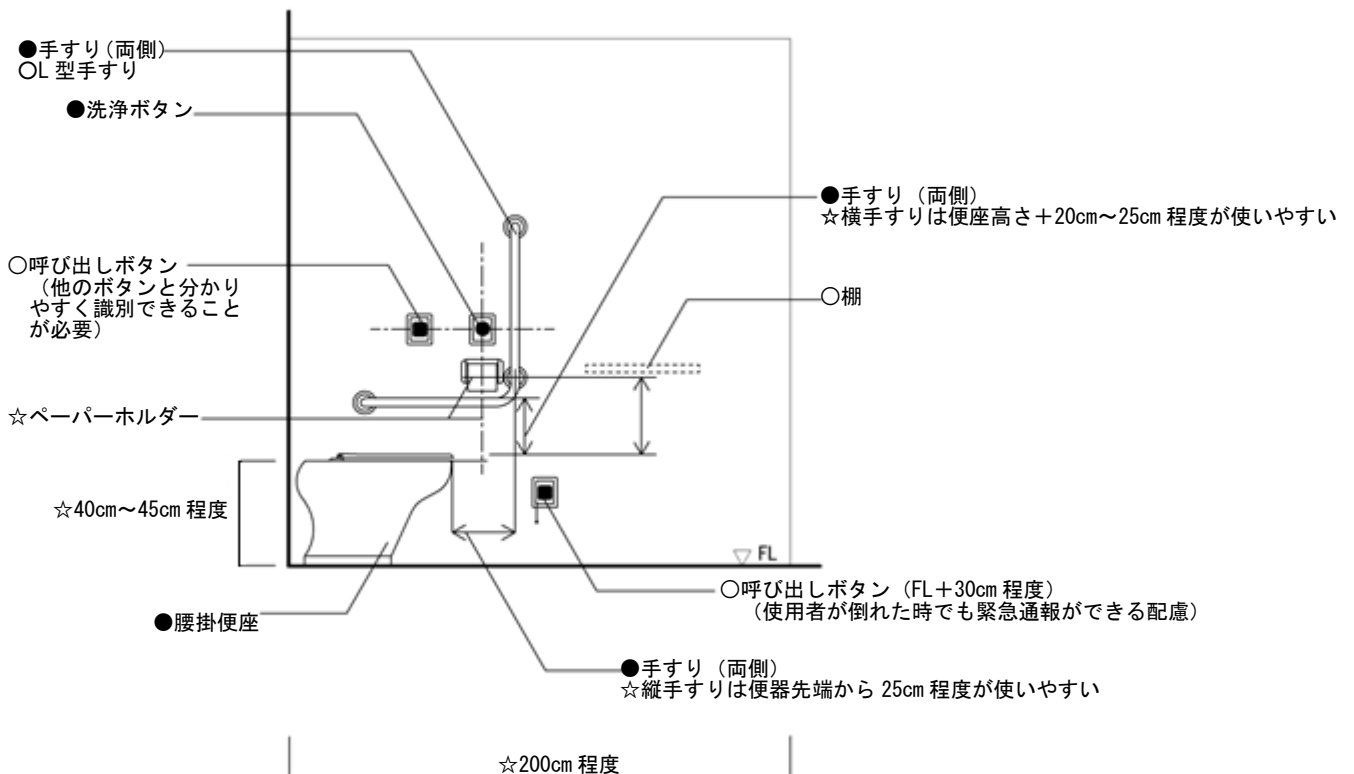 ●手すり(両側)
○L 型手すり
●洗浄ボタン
●手すり（両側）
☆横手すりは便座高さ＋20cm～25cm 程度が使いやすい
○呼び出しボタン
（他のボタンと分かり
やすく識別できること
が必要）
○棚
☆ペーパーホルダー
☆40cm～45cm 程度
▽ FL
○呼び出しボタン（FL＋30cm 程度）
（使用者が倒れた時でも緊急通報ができる配慮）
●腰掛便座
●手すり（両側）
☆縦手すりは便器先端から 25cm 程度が使いやすい
☆200cm 程度